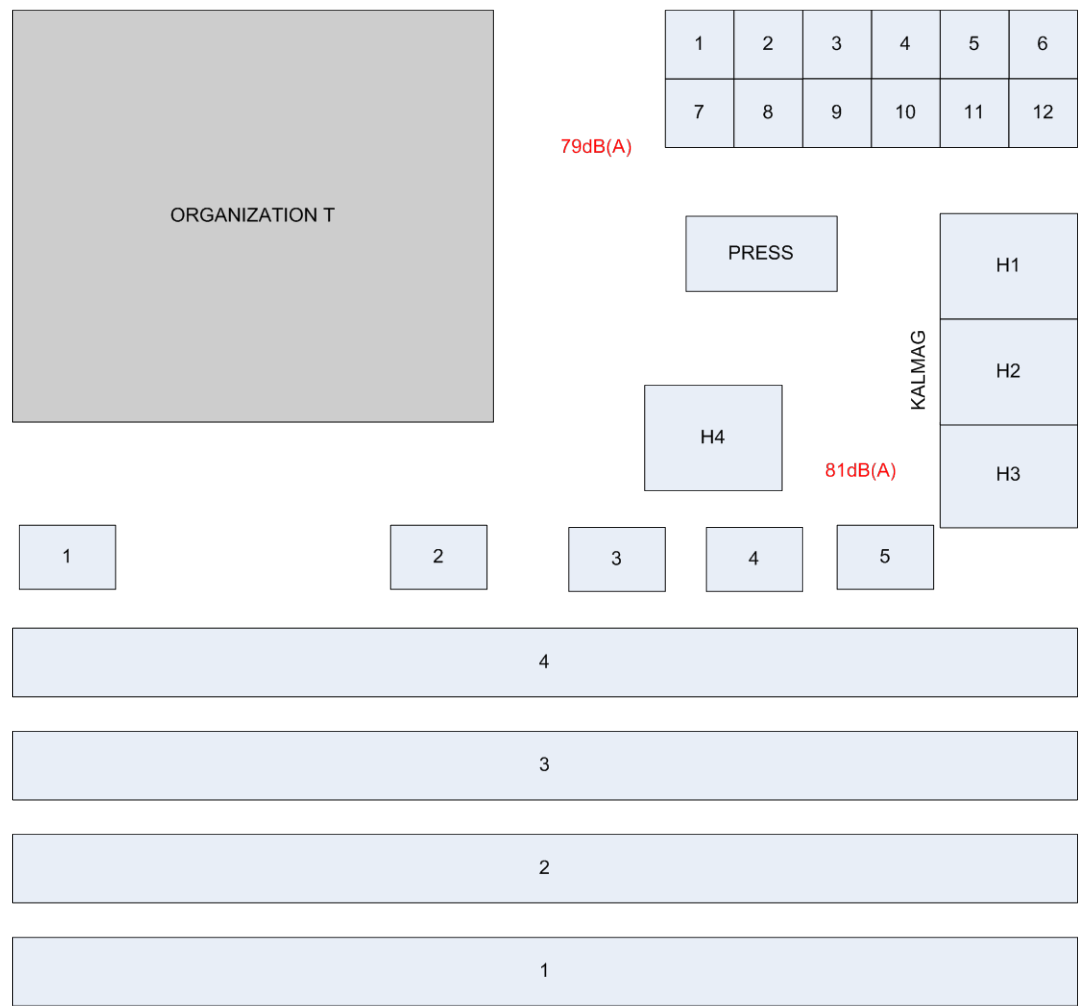 1 2 3 4 5 6
7 8 9 10 11 12
79dB(A)
ORGANIZATION T
PRESS
H1
KALMAG
H2
H4
81dB(A)
H3
1 2 3 4 5
4
3
2
1